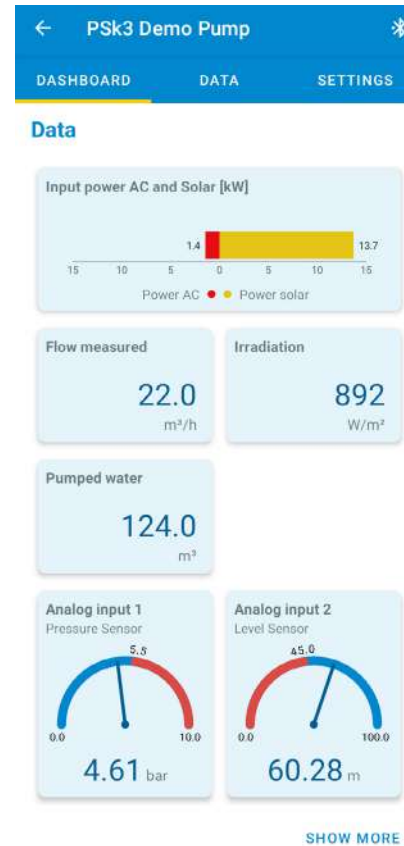 PSk3 Demo Pump
DASHBOARD DATA SETTINGS
Data
Input power AC and Solar [kW]
1.4 13.7
15 10 5 0 5 10 15
Power AC Power solar
Flow measured
22.0
m³/h
Irradiation
892
W/m²
Pumped water
124.0
m³
Analog input 1
Pressure Sensor
5.5
0.0 10.0
4.61 bar
Analog input 2
Level Sensor
45.0
0.0 100.0
60.28 m
SHOW MORE